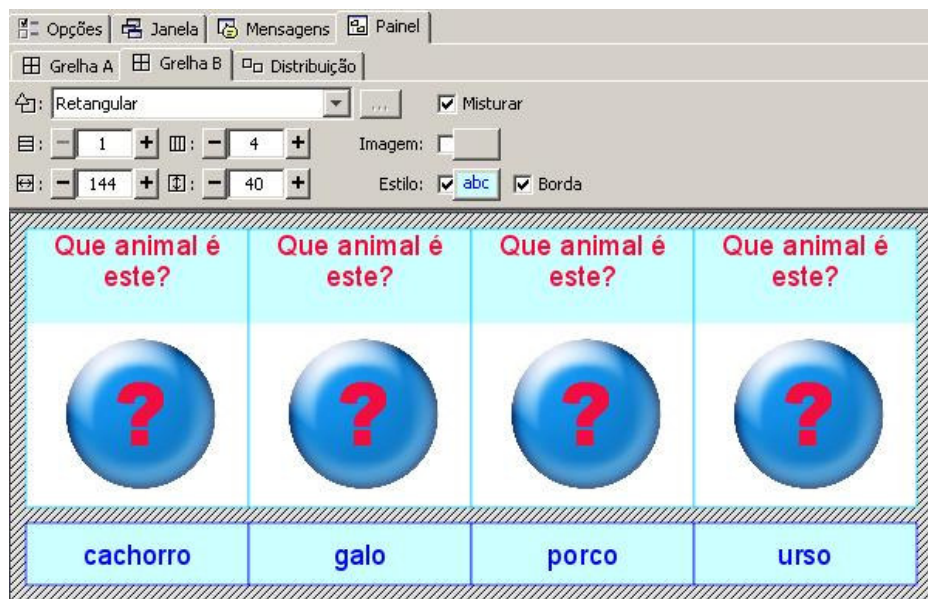 Opções Janela Mensagens Painel
Grelha A Grelha B Distribuição
: Retangular ... Misturar
: - 1 + : - 4 + Imagem:
: - 144 + : - 40 + Estilo: abc Borda
Que animal é Que animal é Que animal é Que animal é
este? este? este? este?
? ? ? ?
cachorro galo porco urso